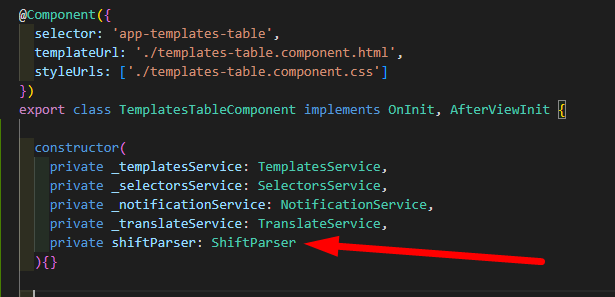 @Component({
selector: 'app-templates-table',
templateUrl: './templates-table.component.html',
styleUrls: ['./templates-table.component.css']
})
export class TemplatesTableComponent implements OnInit, AfterViewInit {
constructor(
private _templatesService: TemplatesService,
private _selectorsService: SelectorsService,
private _notificationService: NotificationService,
private _translateService: TranslateService,
private shiftParser: ShiftParser
){}